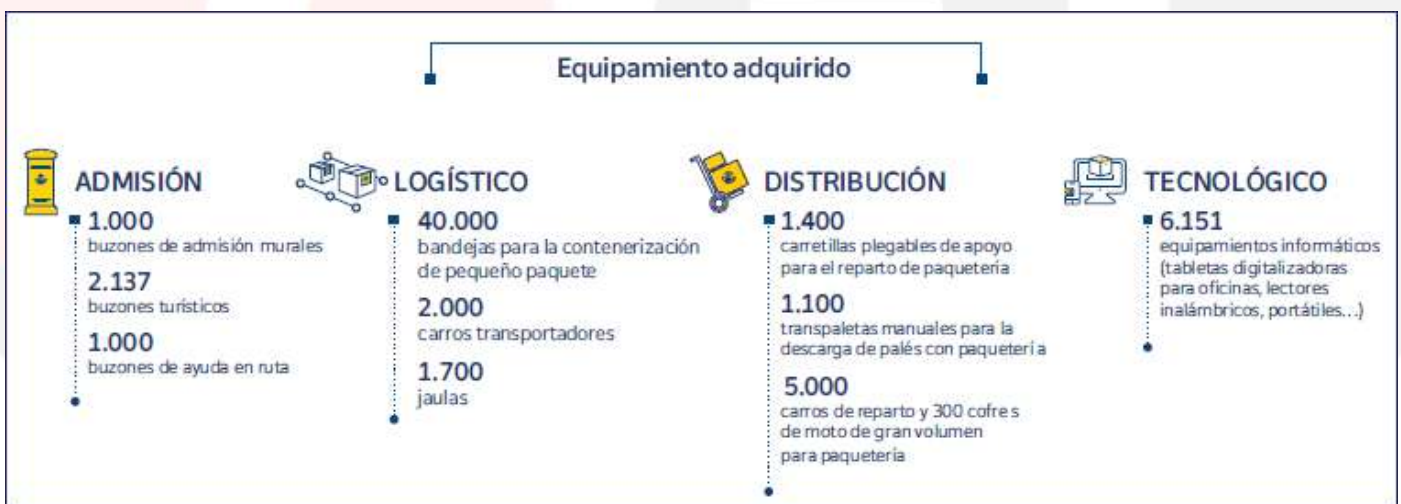 Equipamiento adquirido
ADMISIÓN
1.000
buzones de admisión murales
2.137
buzones turísticos
1.000
buzones de ayuda en ruta
LOGÍSTICO
40.000
bandejas para la contenerización
de pequeño paquete
2.000
carros transportadores
1.700
jaulas
DISTRIBUCIÓN
1.400
carretillas plegables de apoyo
para el reparto de paquetería
1.100
transpaletas manuales para la
descarga de palés con paquetería
5.000
carros de reparto y 300 cofres
de moto de gran volumen
para paquetería
TECNOLÓGICO
6.151
equipamientos informáticos
(tabletas digitalizadoras
para oficinas, lectores
inalámbricos, portátiles...)